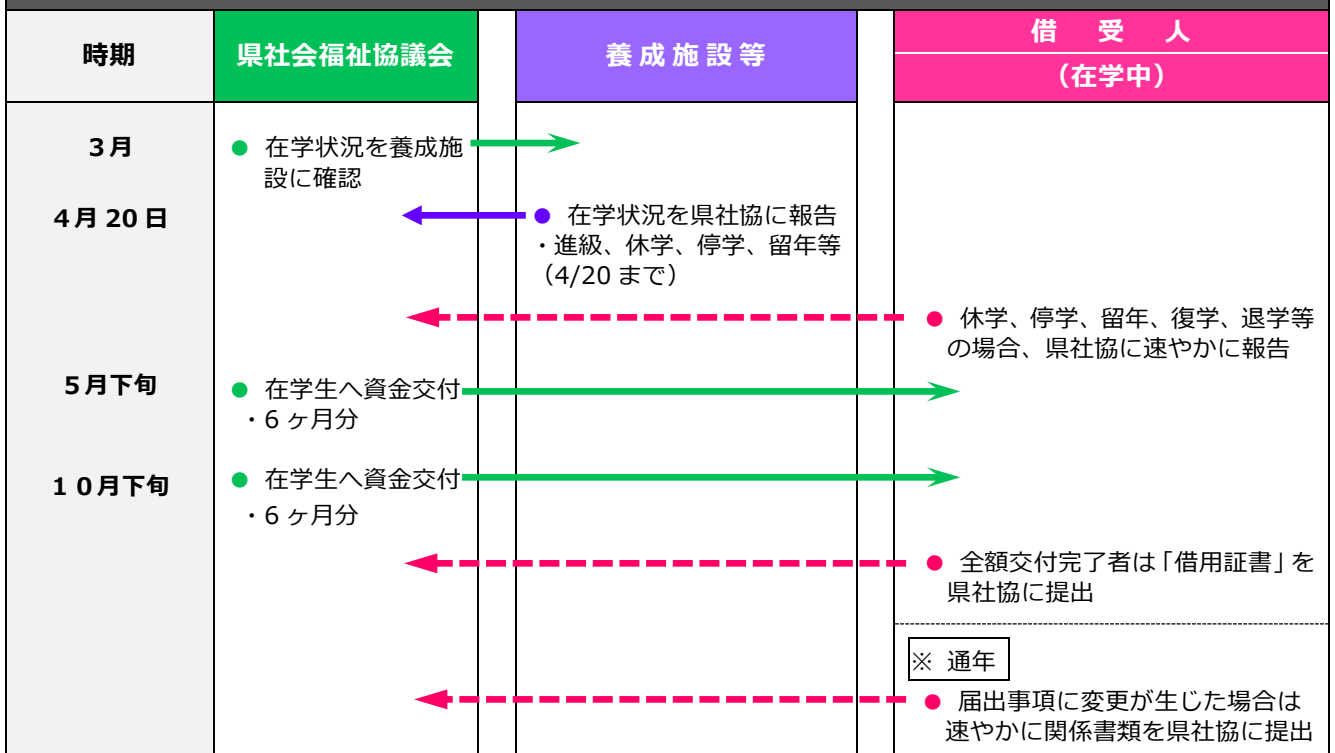 時期
県社会福祉協議会
養成施設等
借　受　人
（在学中）
３月
● 在学状況を養成施
設に確認
４月 20 日
● 在学状況を県社協に報告
・進級、休学、停学、留年等
（4/20 まで）
● 休学、停学、留年、復学、退学等
の場合、県社協に速やかに報告
５月下旬
● 在学生へ資金交付
・6 ヶ月分
１０月下旬
● 在学生へ資金交付
・6 ヶ月分
● 全額交付完了者は「借用証書」を
県社協に提出
※ 通年
● 届出事項に変更が生じた場合は
速やかに関係書類を県社協に提出